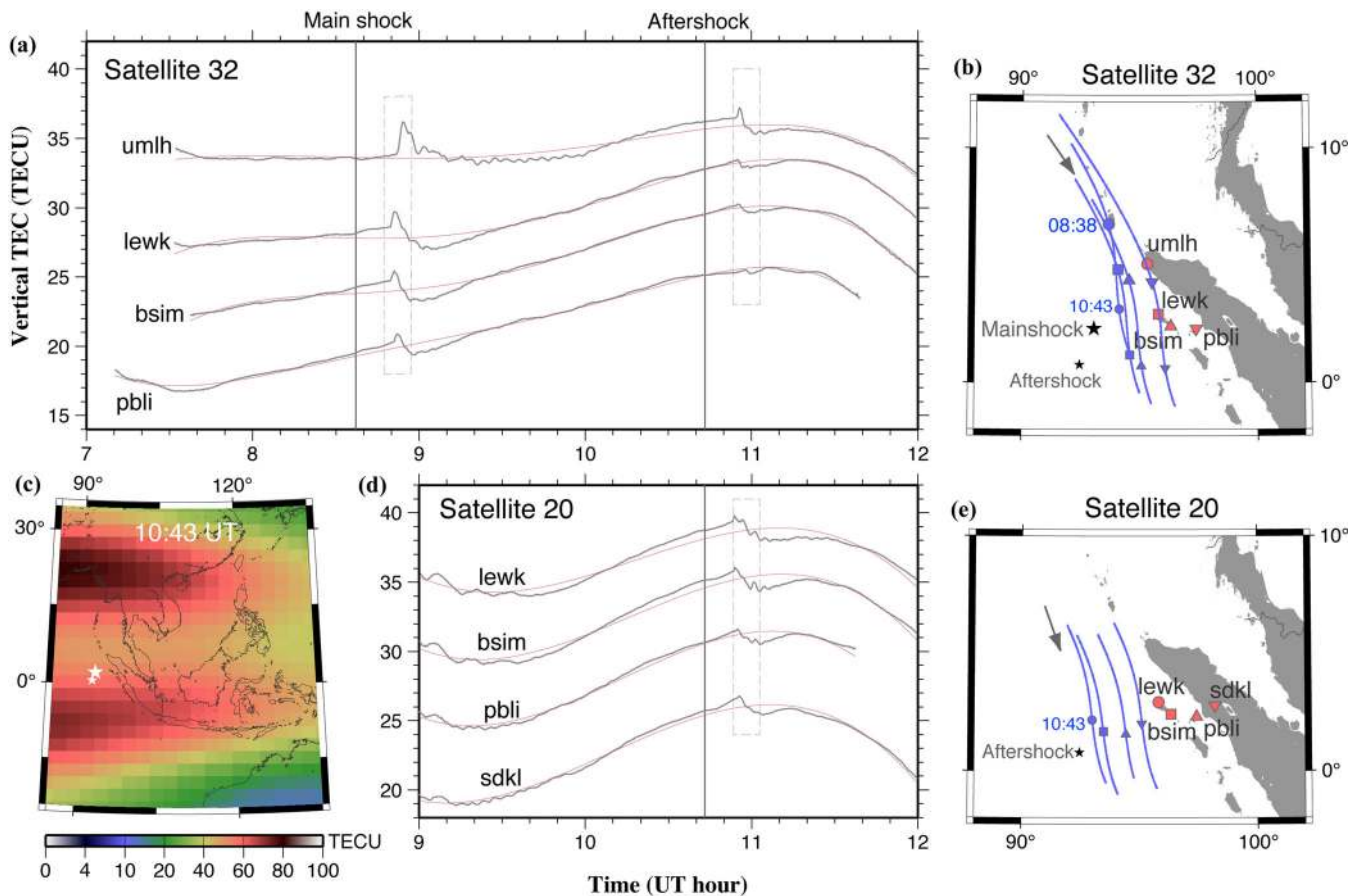 Main shock
Aftershock
(a)
Satellite 32
40
35
30
25
20
15
Vertical TEC (TECU)
umlh
lewk
bsim
pbli
7
8
9
10
11
12
(b)
90°
Satellite 32
100°
10°
0°
08:38
umlh
lewk
10:43
Mainshock
bsim
pbli
Aftershock
90°
100°
(c)
90°
120°
30°
10:43 UT
0°
TECU
0
4
10
20
40
60
80
100
(d)
Satellite 20
40
35
30
25
20
lewk
bsim
pbli
sdkl
9
10
11
12
Time (UT hour)
(e)
Satellite 20
10°
0°
lewk
sdkl
10:43
bsim
pbli
Aftershock
90°
100°